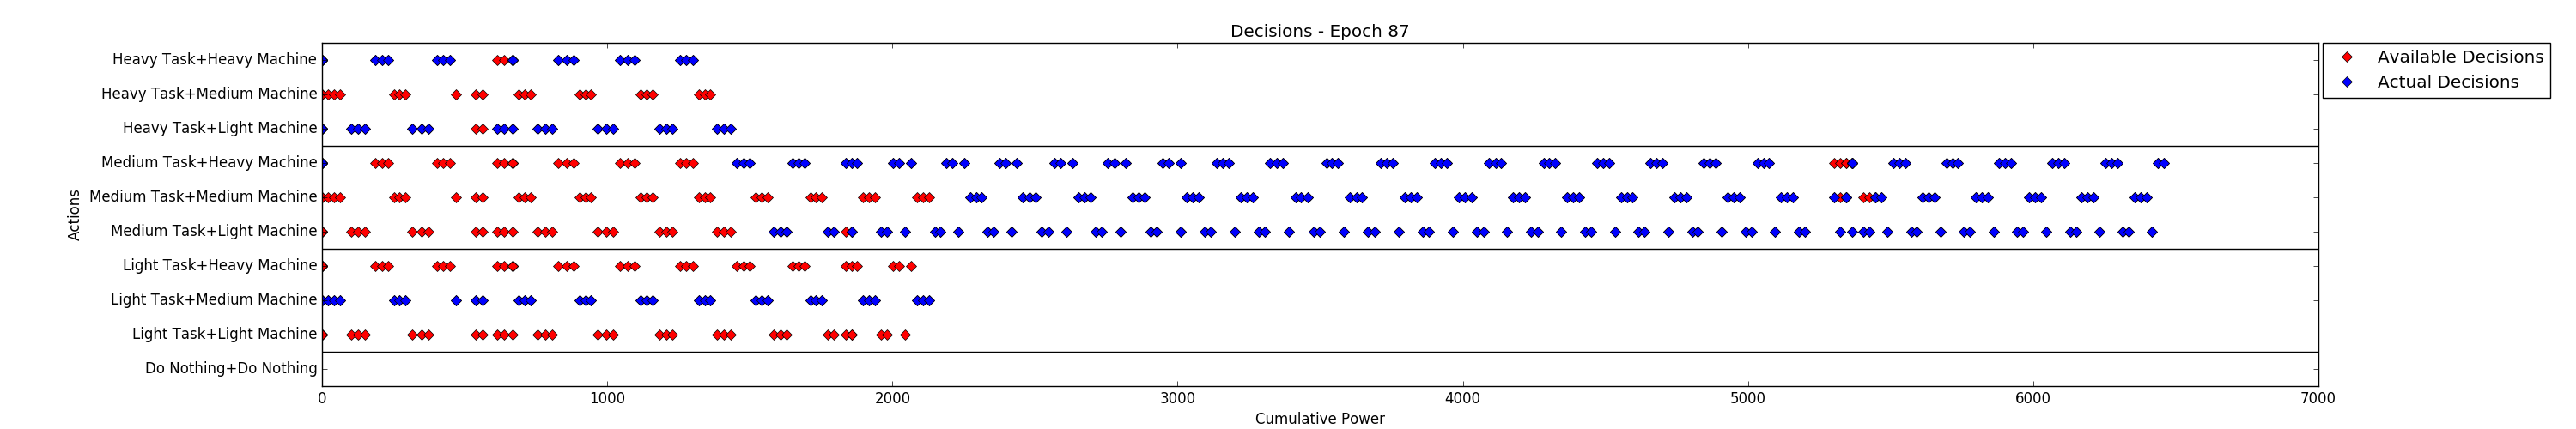 Decisions - Epoch 87
Available Decisions
Actual Decisions
Actions
Heavy Task+Heavy Machine
Heavy Task+Medium Machine
Heavy Task+Light Machine
Medium Task+Heavy Machine
Medium Task+Medium Machine
Medium Task+Light Machine
Light Task+Heavy Machine
Light Task+Medium Machine
Light Task+Light Machine
Do Nothing+Do Nothing
0 1000 2000 3000 4000 5000 6000 7000
Cumulative Power